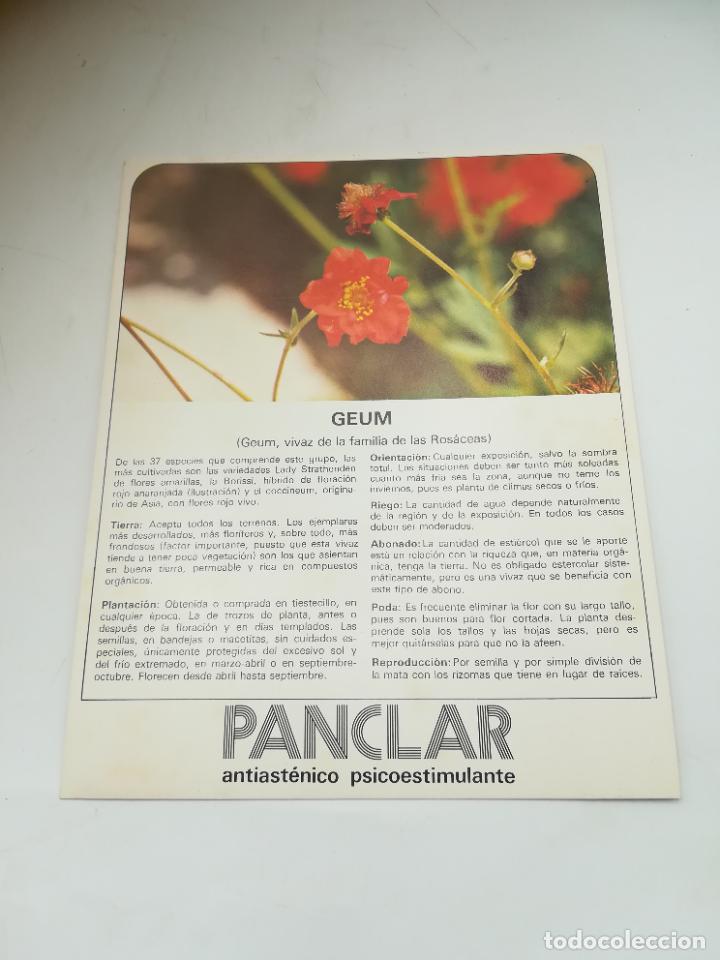 GEUM
(Geum, vivaz de la familia de las Rosáceas)
De las 37 especies que comprende este grupo, las
más cultivadas son las variedades Lady Strathenden
de flores amarillas, la Borissi, híbrido de floración
rojo anaranjada (ilustración) y el coccineum, origina-
rio de Asia, con flores rojo vivo.
Tierra: Acepta todos los terrenos. Los ejemplares
más desarrollados, más floríferos y, sobre todo, más
frondosos (factor importante, puesto que esta vivaz
tiende a tener poca vegetación) son los que asientan
en buena tierra, permeable y rica en compuestos
orgánicos.
Plantación: Obtenida o comprada en tiestecillo, en
cualquier época. La de trozos de planta, antes o
después de la floración y en días templados. Las
semillas, en bandejas o macetitas, sin cuidados es-
peciales, únicamente protegidas del excesivo sol y
del frío extremado, en marzo-abril o en septiembre-
octubre. Florecen desde abril hasta septiembre.
Orientación: Cualquier exposición, salvo la sombra
total. Las situaciones deben ser tanto más soleadas
cuanto más fría sea la zona, aunque no teme los
inviernos, pues es planta de climas secos o fríos.
Riego: La cantidad de agua depende naturalmente
de la región y de la exposición. En todos los casos
deben ser moderados.
Abonado: La cantidad de estiércol que se le aporte
está en relación con la riqueza que, en materia orgá-
nica, tenga la tierra. No es obligado estercolar siste-
máticamente, pero es una vivaz que se beneficia con
este tipo de abono.
Poda: Es frecuente eliminar la flor con su largo tallo,
pues son buenos para flor cortada. La planta des-
prende sola los tallos y las hojas secas, pero es
mejor quitárselas para que no la afeen.
Reproducción: Por semilla y por simple división de
la mata con los rizomas que tiene en lugar de raíces.
PANCLAR
antiasténico psicoestimulante
todocoleccion